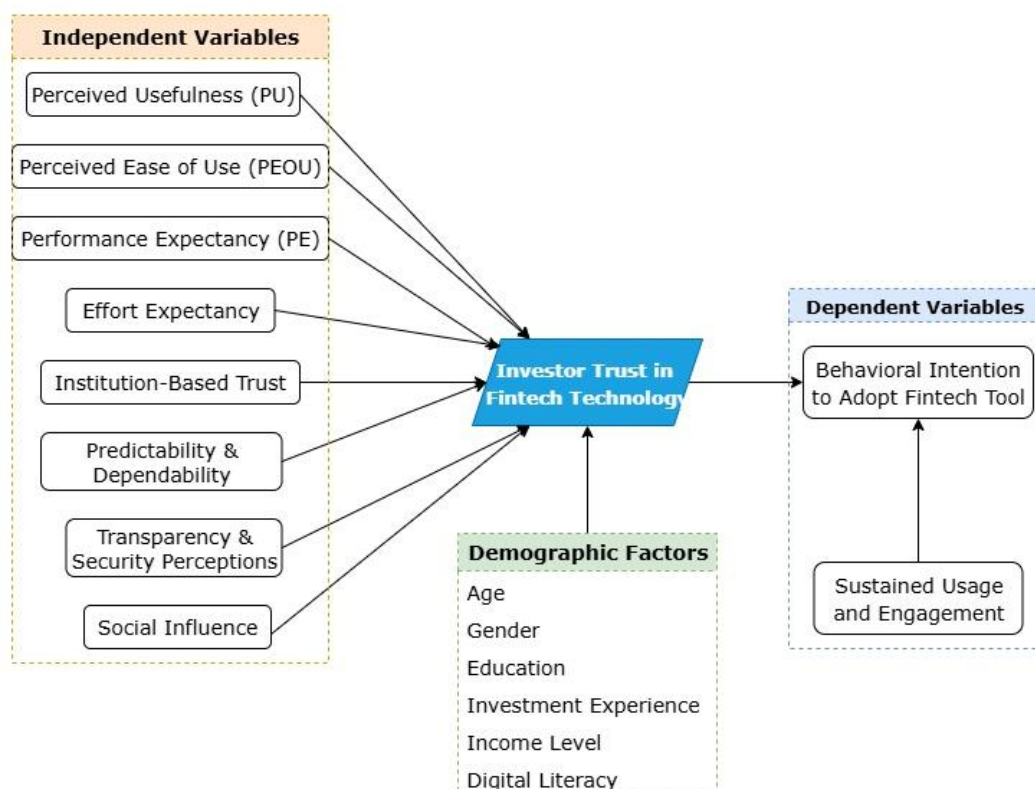 Independent Variables
Perceived Usefulness (PU)
Perceived Ease of Use (PEOU)
Performance Expectancy (PE)
Effort Expectancy
Institution-Based Trust
Predictability &
Dependability
Transparency &
Security Perceptions
Social Influence
Investor Trust in
Fintech Technology
Demographic Factors
Age
Gender
Education
Investment Experience
Income Level
Digital Literacy
Dependent Variables
Behavioral Intention
to Adopt Fintech Tool
Sustained Usage
and Engagement